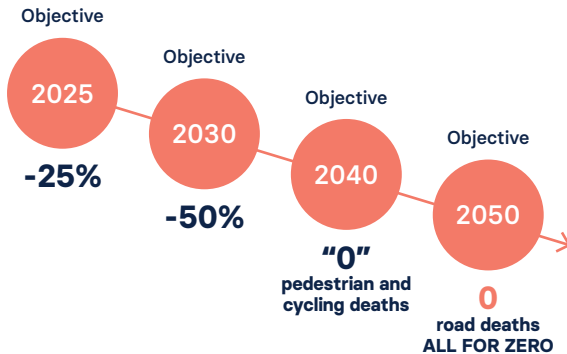 Objective
2025
-25%
Objective
2030
-50%
Objective
2040
“0”
pedestrian and
cycling deaths
Objective
2050
0
road deaths
ALL FOR ZERO